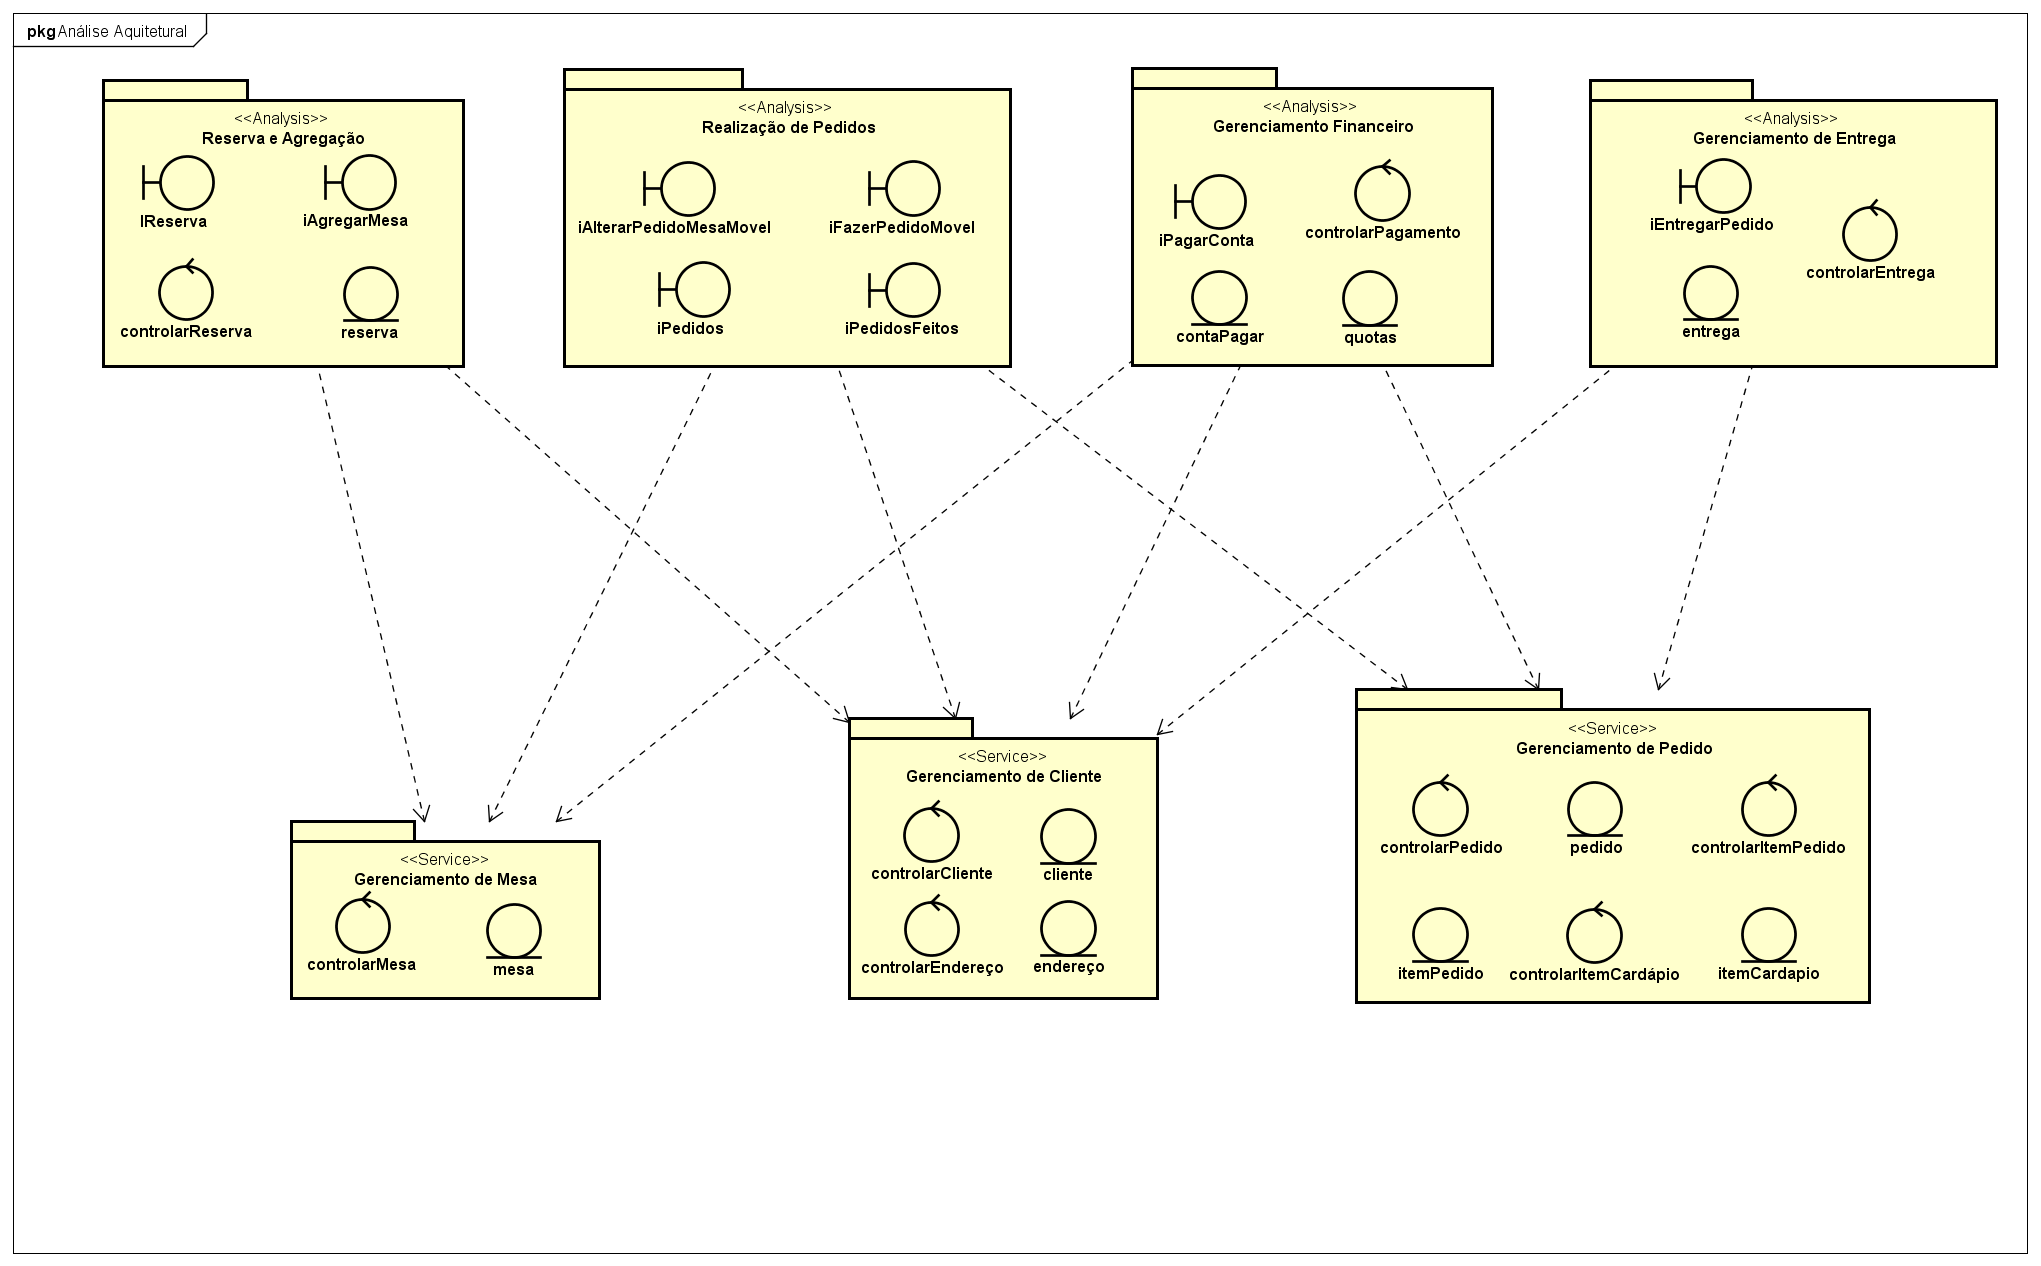 pkg Análise Aquitetural
<<Analysis>>
Reserva e Agregação
IReserva
iAgregarMesa
controlarReserva
reserva
<<Analysis>>
Realização de Pedidos
iAlterarPedidoMesaMovel
iFazerPedidoMovel
iPedidos
iPedidosFeitos
<<Analysis>>
Gerenciamento Financeiro
iPagarConta
controlarPagamento
contaPagar
quotas
<<Analysis>>
Gerenciamento de Entrega
iEntregarPedido
controlarEntrega
entrega
<<Service>>
Gerenciamento de Mesa
controlarMesa
mesa
<<Service>>
Gerenciamento de Cliente
controlarCliente
cliente
controlarEndereço
endereço
<<Service>>
Gerenciamento de Pedido
controlarPedido
pedido
controlarItemPedido
itemPedido
controlarItemCardápio
itemCardapio